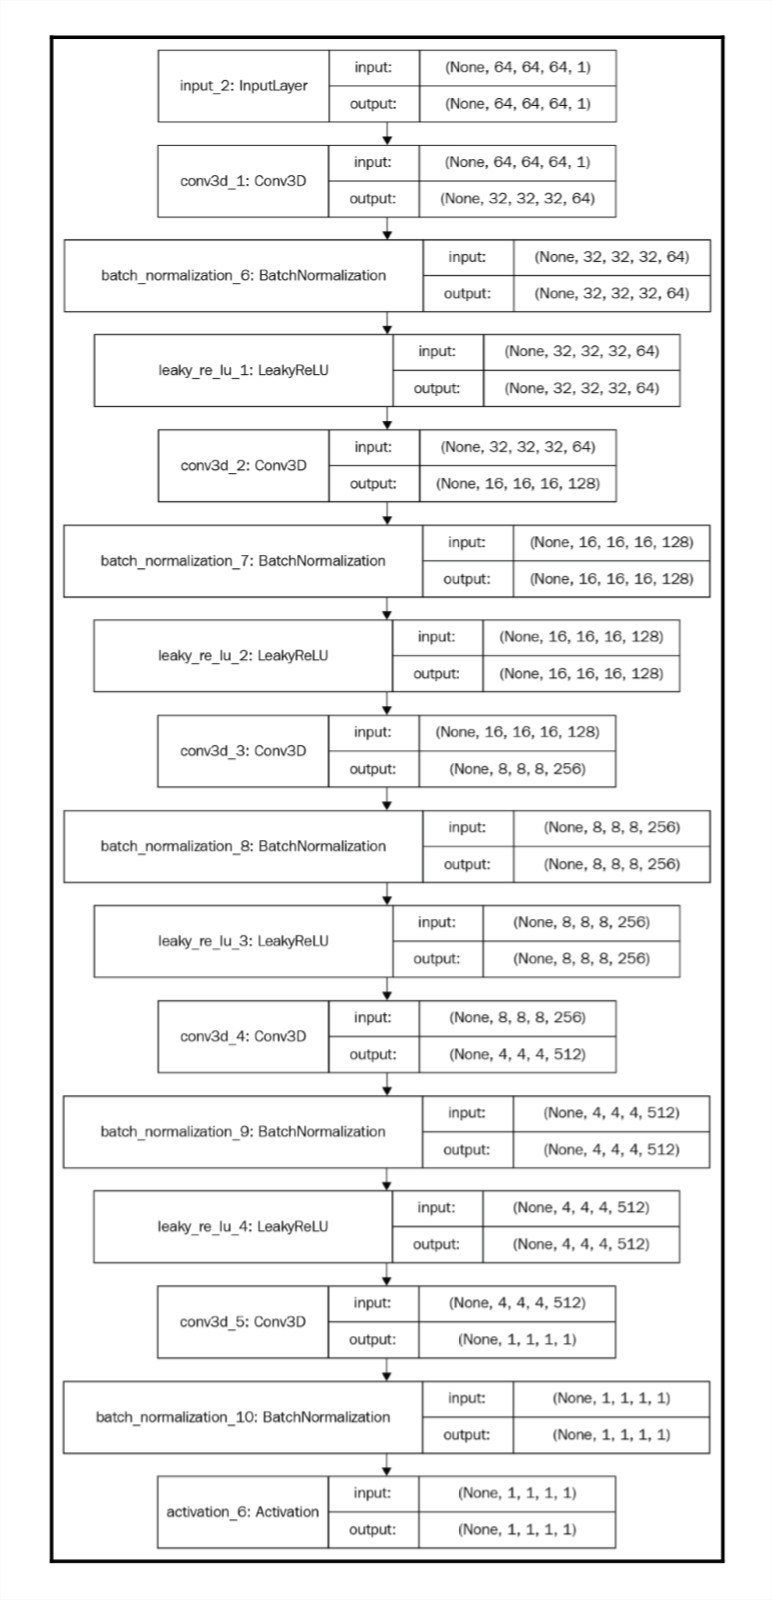 input_2: InputLayer
input: (None, 64, 64, 64, 1)
output: (None, 64, 64, 64, 1)
conv3d_1: Conv3D
input: (None, 64, 64, 64, 1)
output: (None, 32, 32, 32, 64)
batch_normalization_6: BatchNormalization
input: (None, 32, 32, 32, 64)
output: (None, 32, 32, 32, 64)
leaky_re_lu_1: LeakyReLU
input: (None, 32, 32, 32, 64)
output: (None, 32, 32, 32, 64)
conv3d_2: Conv3D
input: (None, 32, 32, 32, 64)
output: (None, 16, 16, 16, 128)
batch_normalization_7: BatchNormalization
input: (None, 16, 16, 16, 128)
output: (None, 16, 16, 16, 128)
leaky_re_lu_2: LeakyReLU
input: (None, 16, 16, 16, 128)
output: (None, 16, 16, 16, 128)
conv3d_3: Conv3D
input: (None, 16, 16, 16, 128)
output: (None, 8, 8, 8, 256)
batch_normalization_8: BatchNormalization
input: (None, 8, 8, 8, 256)
output: (None, 8, 8, 8, 256)
leaky_re_lu_3: LeakyReLU
input: (None, 8, 8, 8, 256)
output: (None, 8, 8, 8, 256)
conv3d_4: Conv3D
input: (None, 8, 8, 8, 256)
output: (None, 4, 4, 4, 512)
batch_normalization_9: BatchNormalization
input: (None, 4, 4, 4, 512)
output: (None, 4, 4, 4, 512)
leaky_re_lu_4: LeakyReLU
input: (None, 4, 4, 4, 512)
output: (None, 4, 4, 4, 512)
conv3d_5: Conv3D
input: (None, 4, 4, 4, 512)
output: (None, 1, 1, 1, 1)
batch_normalization_10: BatchNormalization
input: (None, 1, 1, 1, 1)
output: (None, 1, 1, 1, 1)
activation_6: Activation
input: (None, 1, 1, 1, 1)
output: (None, 1, 1, 1, 1)